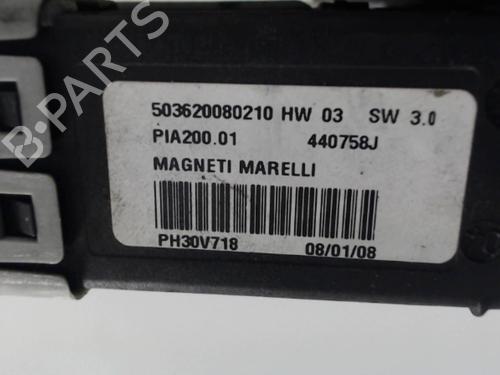 503620080210 HW 03 SW 3.0
PIA200.01 440758J
MAGNETI MARELLI
PH30V718 08/01/08
B-PARTS